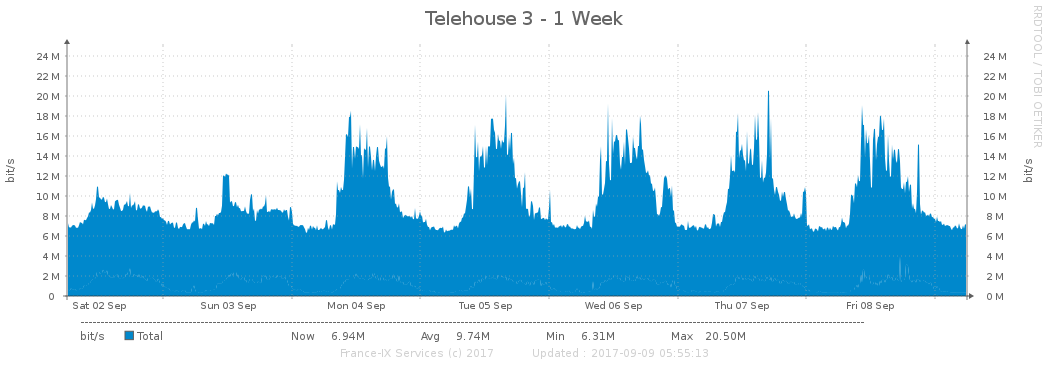 Telehouse 3 - 1 Week
RRDTOOL / TOBI OETIKER
24 M 24 M
22 M 22 M
20 M 20 M
18 M 18 M
16 M 16 M
14 M 14 M
12 M 12 M
10 M 10 M
8 M 8 M
6 M 6 M
4 M 4 M
2 M 2 M
0 0 M
bit/s
bit/s
Sat 02 Sep Sun 03 Sep Mon 04 Sep Tue 05 Sep Wed 06 Sep Thu 07 Sep Fri 08 Sep
bit/s Total Now 6.94M Avg 9.74M Min 6.31M Max 20.50M
France-IX Services (c) 2017 Updated : 2017-09-09 05:55:13